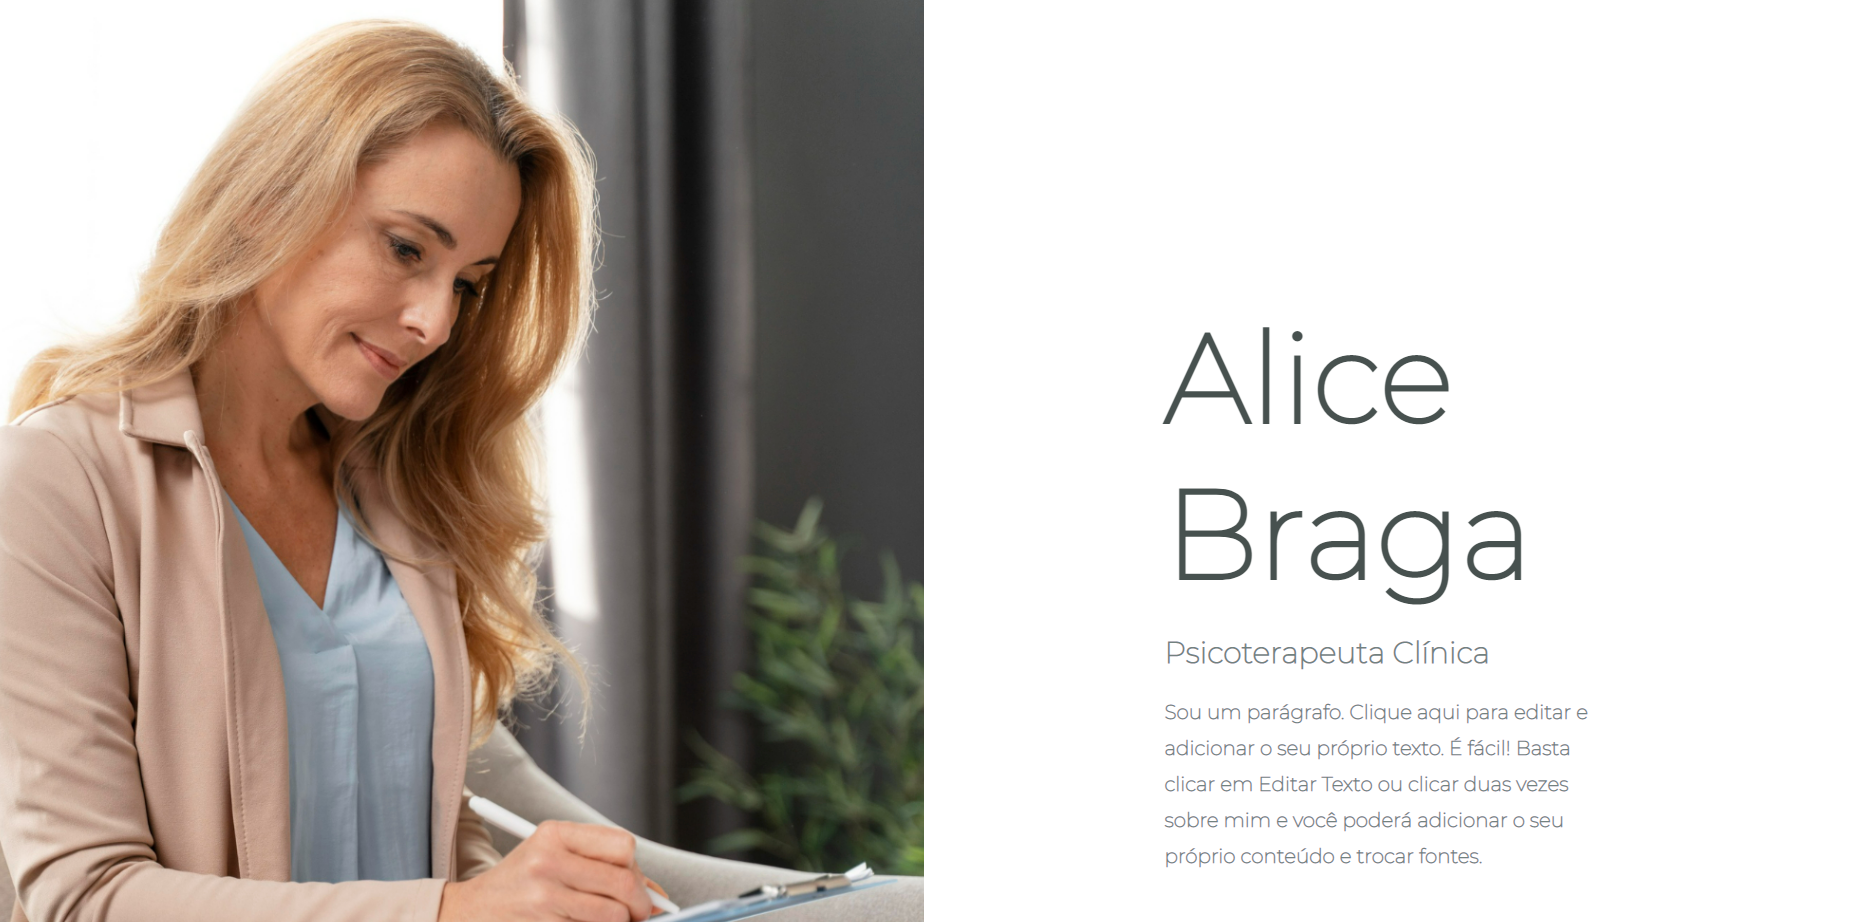 Alice
Braga
Psicoterapeuta Clínica
Sou um parágrafo. Clique aqui para editar e
adicionar o seu próprio texto. É fácil! Basta
clicar em Editar Texto ou clicar duas vezes
sobre mim e você poderá adicionar o seu
próprio conteúdo e trocar fontes.